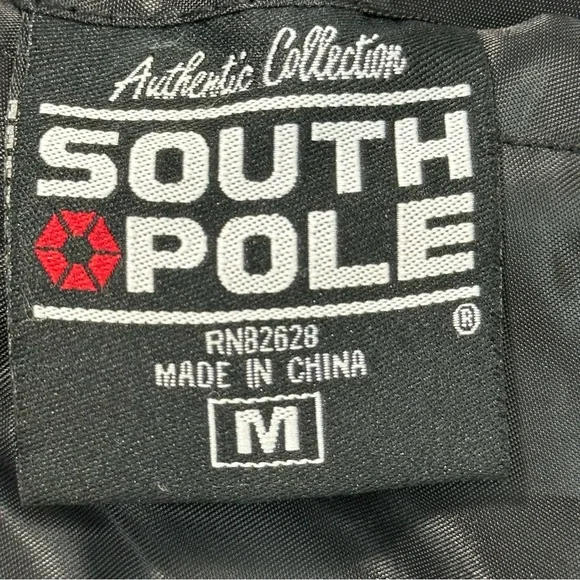 Authentic Collection
SOUTH
POLE
®
RN82628
MADE IN CHINA
M